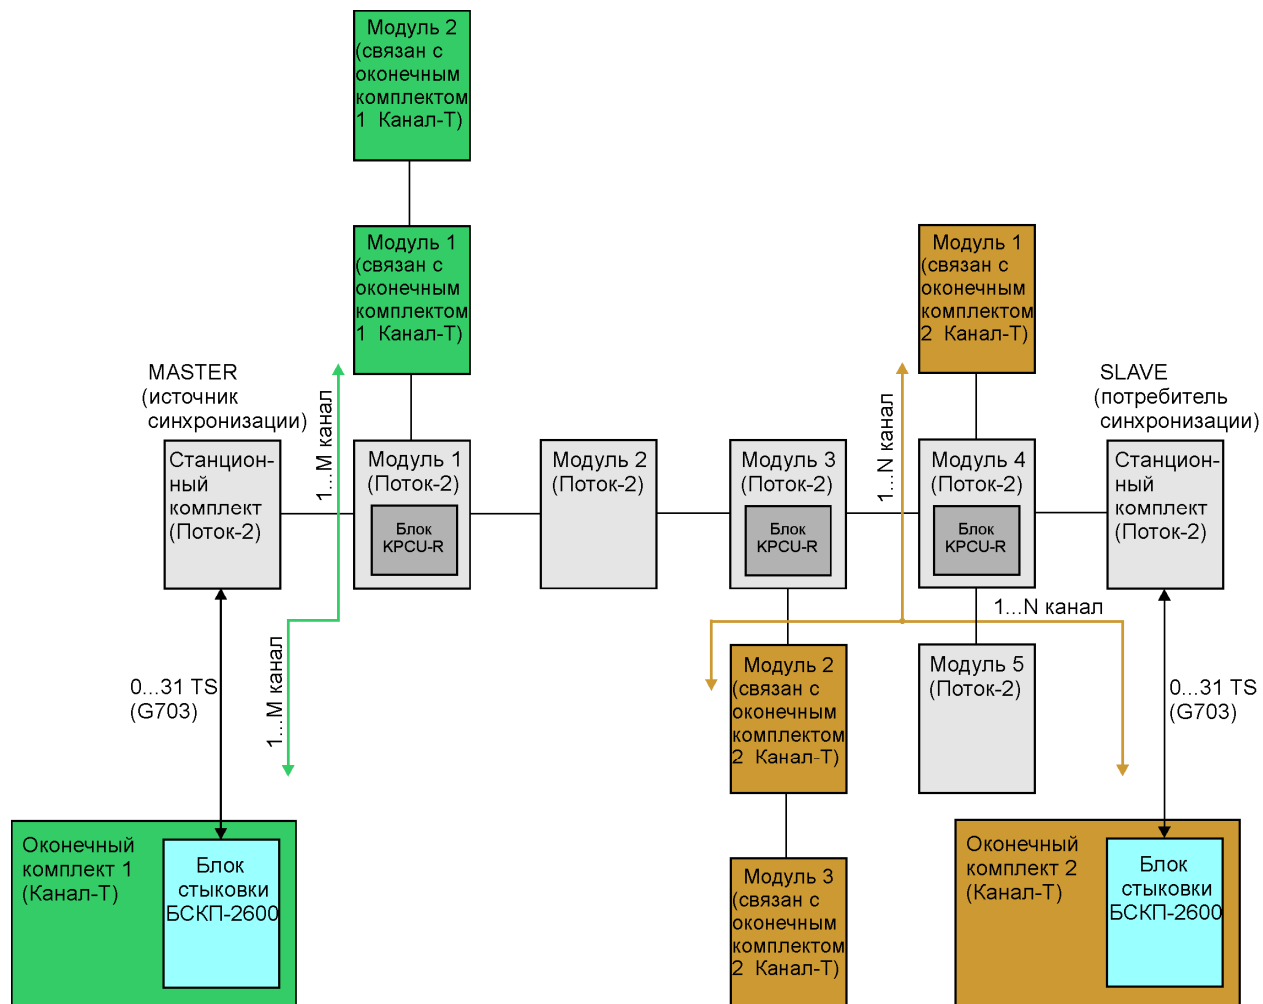 Модуль 2
(связан с
оконечным
комплектом
1 Канал-Т)
Модуль 1
(связан с
оконечным
комплектом
1 Канал-Т)
Модуль 1
(связан с
оконечным
комплектом
2 Канал-Т)
MASTER
(источник
синхронизации)
1...М канал
1...N канал
SLAVE
(потребитель
синхронизации)
Станцион-
ный
комплект
(Поток-2)
Модуль 1
(Поток-2)
Блок
KPCU-R
Модуль 2
(Поток-2)
Модуль 3
(Поток-2)
Блок
KPCU-R
Модуль 4
(Поток-2)
Блок
KPCU-R
Станцион-
ный
комплект
(Поток-2)
1...N канал
0...31 TS
(G703)
1...М канал
Модуль 2
(связан с
оконечным
комплектом
2 Канал-Т)
Модуль 5
(Поток-2)
0...31 TS
(G703)
Оконечный
комплект 1
(Канал-Т)
Блок
стыковки
БСКП-2600
Модуль 3
(связан с
оконечным
комплектом
2 Канал-Т)
Оконечный
комплект 2
(Канал-Т)
Блок
стыковки
БСКП-2600